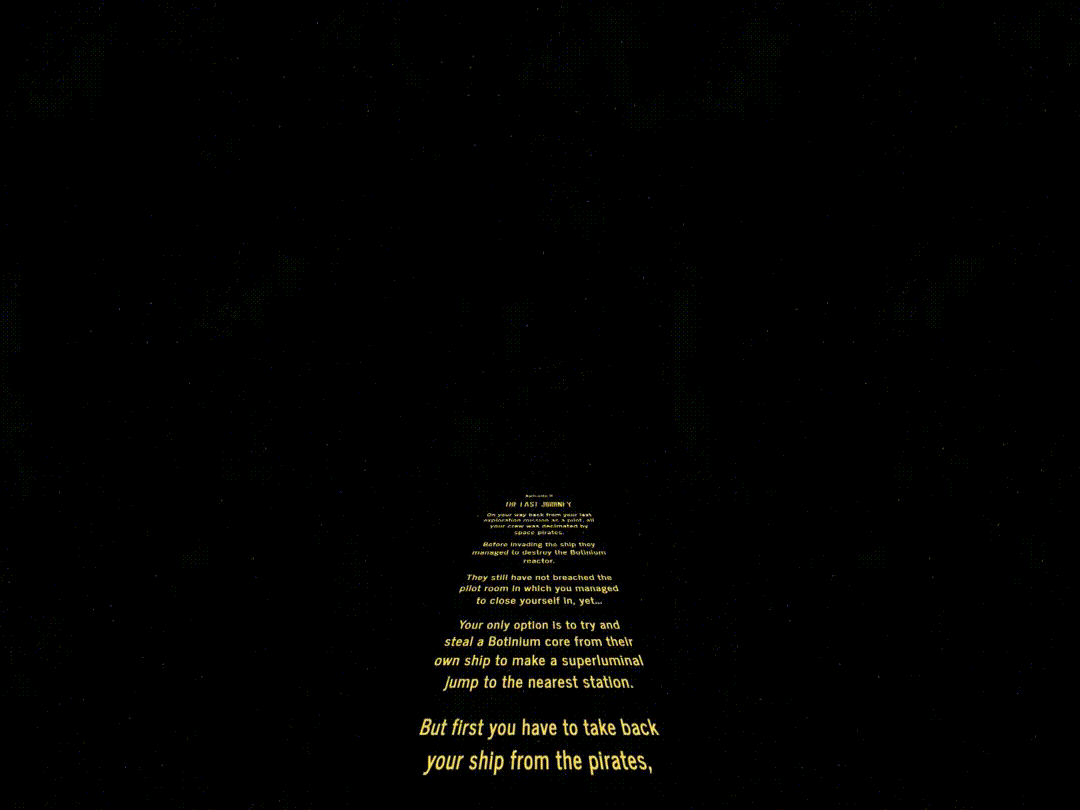 THE LAST JOURNEY
On your way back from your last
exploration mission as a pilot, all
your crew was decimated by
space pirates.
Before invading the ship they
managed to destroy the Botinium
reactor.
They still have not breached the
pilot room in which you managed
to close yourself in, yet...
Your only option is to try and
steal a Botinium core from their
own ship to make a superluminal
jump to the nearest station.
But first you have to take back
your ship from the pirates,